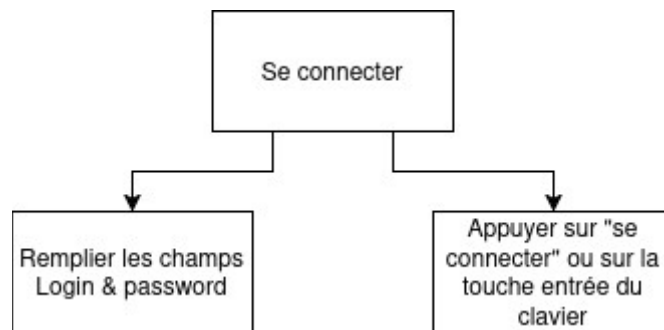 Se connecter
Remplier les champs
Login & password
Appuyer sur "se
connecter" ou sur la
touche entrée du
clavier